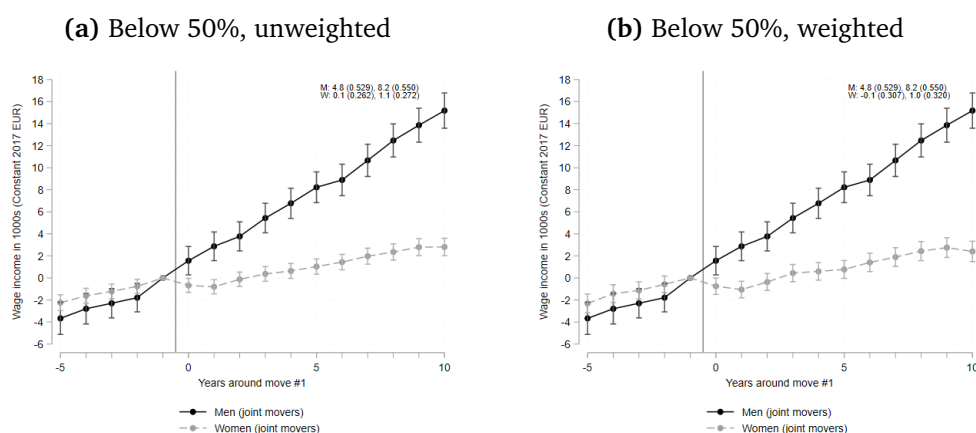 (a) Below 50%, unweighted
18
16
14
12
10
8
6
4
2
0
-2
-4
-6
Wage income in 1000s (Constant 2017 EUR)
M: 4.8 (0.529), 8.2 (0.550)
W: 0.1 (0.262), 1.1 (0.272)
-5 0 5 10
Years around move #1
Men (joint movers)
Women (joint movers)
(b) Below 50%, weighted
18
16
14
12
10
8
6
4
2
0
-2
-4
-6
Wage income in 1000s (Constant 2017 EUR)
M: 4.8 (0.529), 8.2 (0.550)
W: -0.1 (0.307), 1.0 (0.320)
-5 0 5 10
Years around move #1
Men (joint movers)
Women (joint movers)